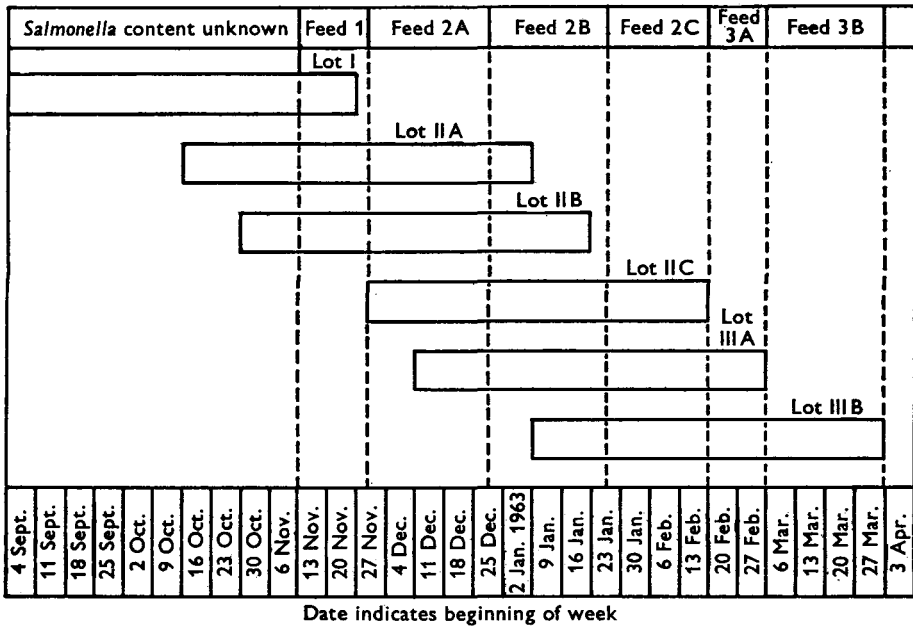 Salmonella content unknown Feed 1 Feed 2A Feed 2B Feed 2C Feed 3A Feed 3B
Lot I
Lot IIA
Lot IIB
Lot IIC
Lot IIIA
Lot IIIB
4 Sept.
11 Sept.
18 Sept.
25 Sept.
2 Oct.
9 Oct.
16 Oct.
23 Oct.
30 Oct.
6 Nov.
13 Nov.
20 Nov.
27 Nov.
4 Dec.
11 Dec.
18 Dec.
25 Dec.
2 Jan. 1963
9 Jan.
16 Jan.
23 Jan.
30 Jan.
6 Feb.
13 Feb.
20 Feb.
27 Feb.
6 Mar.
13 Mar.
20 Mar.
27 Mar.
3 Apr.
Date indicates beginning of week